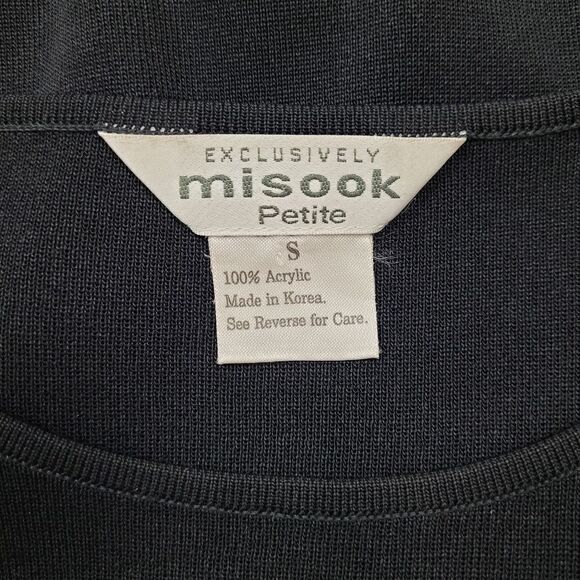 EXCLUSIVELY
misook
Petite
S
100% Acrylic
Made in Korea.
See Reverse for Care.